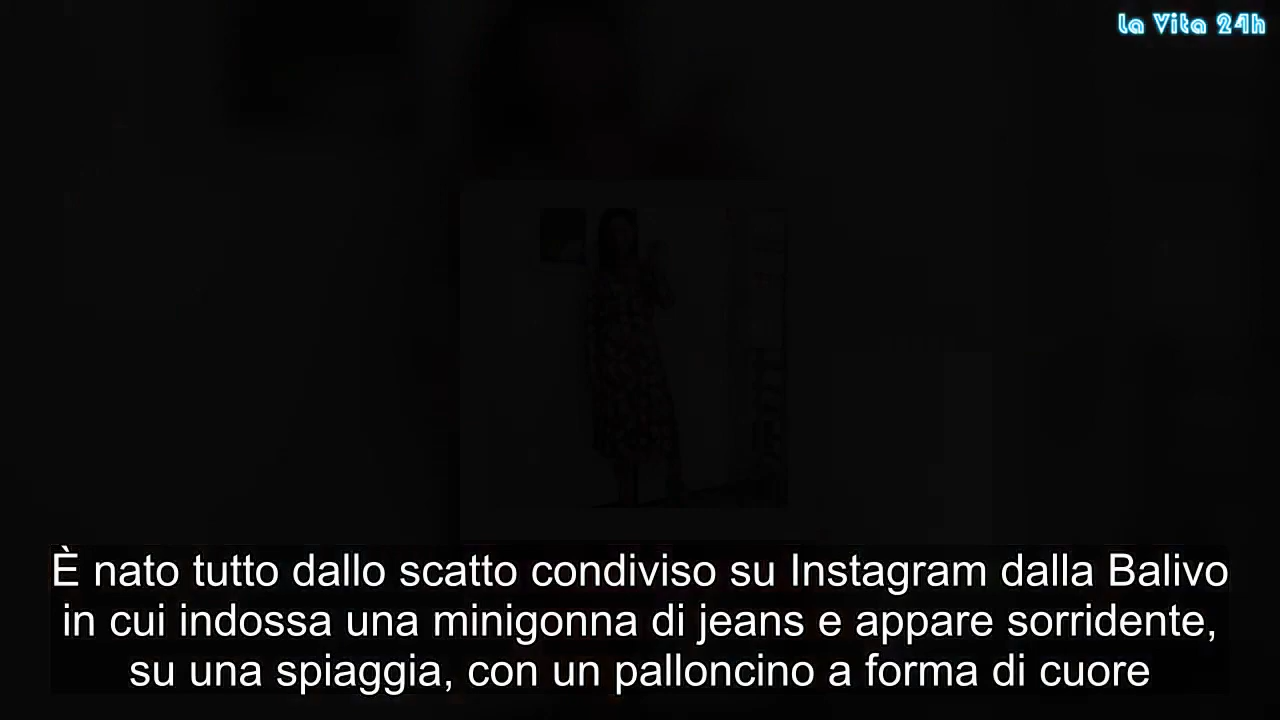 La Vita 24h
È nato tutto dallo scatto condiviso su Instagram dalla Balivo
in cui indossa una minigonna di jeans e appare sorridente,
su una spiaggia, con un palloncino a forma di cuore